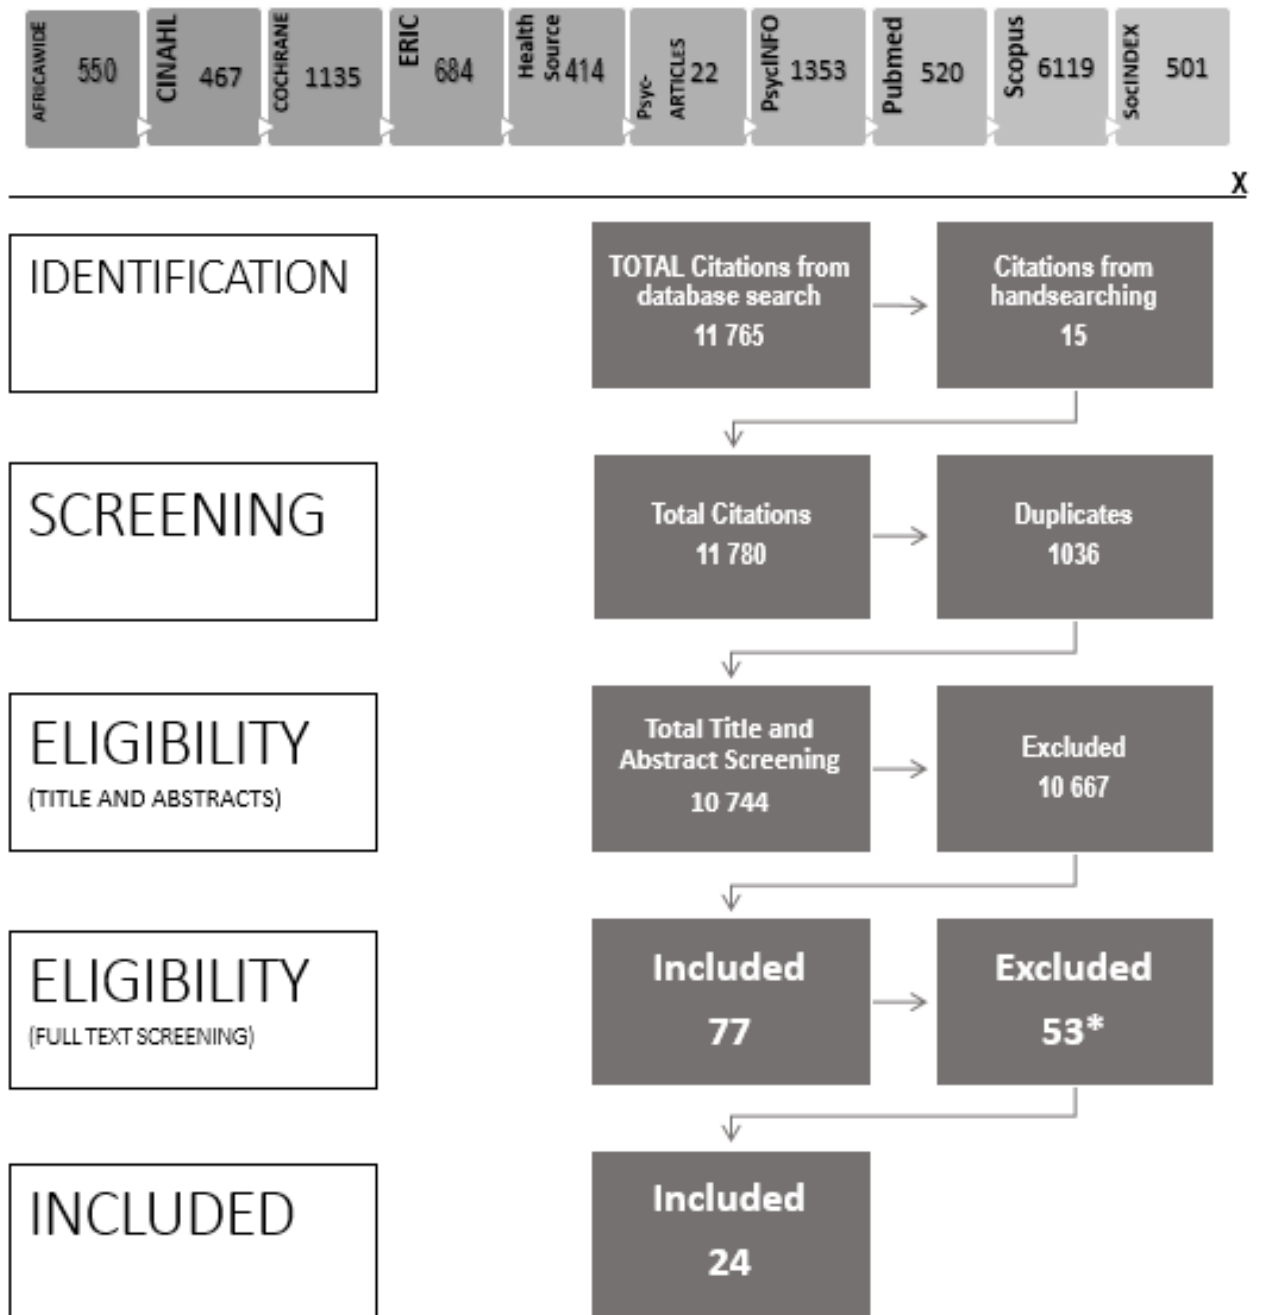 AFRICAWIDE
550
CINAHL
467
COCHRANE
1135
ERIC
684
Health
Source
414
Psyc-
ARTICLES
22
PsycINFO
1353
Pubmed
520
Scopus
6119
SocINDEX
501
X
IDENTIFICATION
TOTAL Citations from
database search
11 765
Citations from
handsearching
15
SCREENING
Total Citations
11 780
Duplicates
1036
ELIGIBILITY
(TITLE AND ABSTRACTS)
Total Title and
Abstract Screening
10 744
Excluded
10 667
ELIGIBILITY
(FULL TEXT SCREENING)
Included
77
Excluded
53*
INCLUDED
Included
24